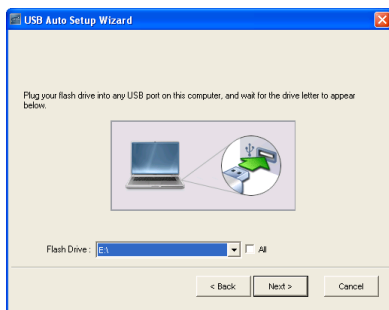 USB Auto Setup Wizard
Plug your flash drive into any USB port on this computer, and wait for the drive letter to appear
below.
Flash Drive : E:\ All
< Back Next > Cancel